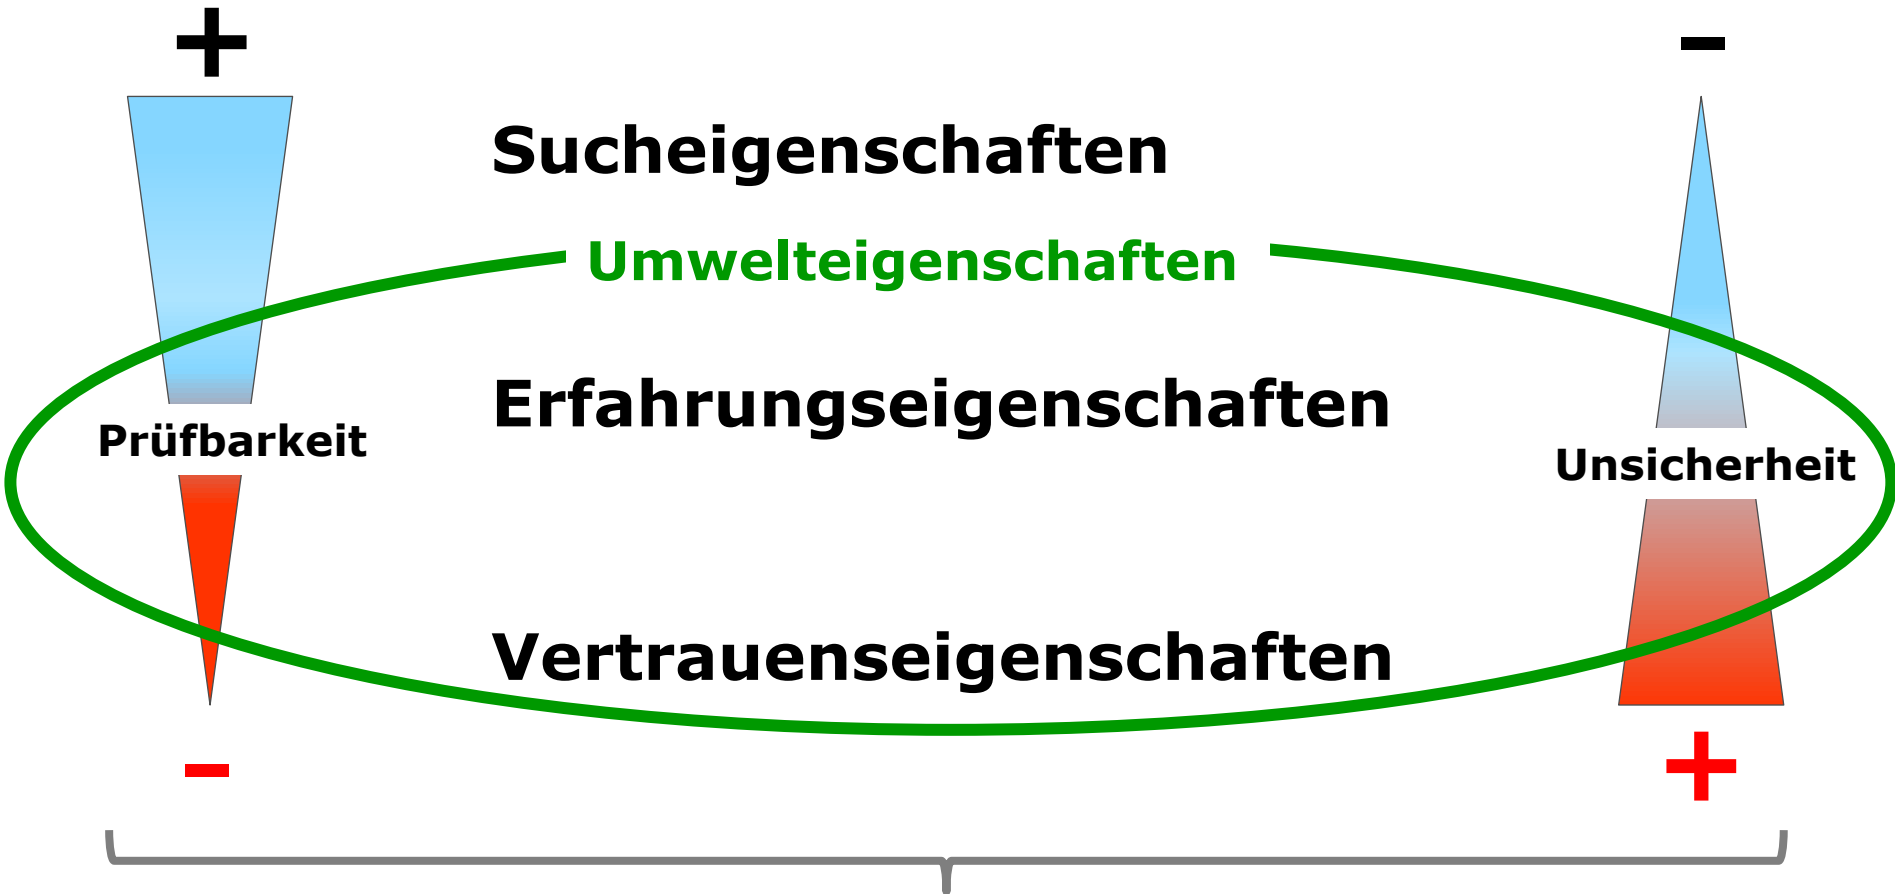 + –
Sucheigenschaften
Umwelteigenschaften
Erfahrungseigenschaften
Prüfbarkeit
Unsicherheit
Vertrauenseigenschaften
– +